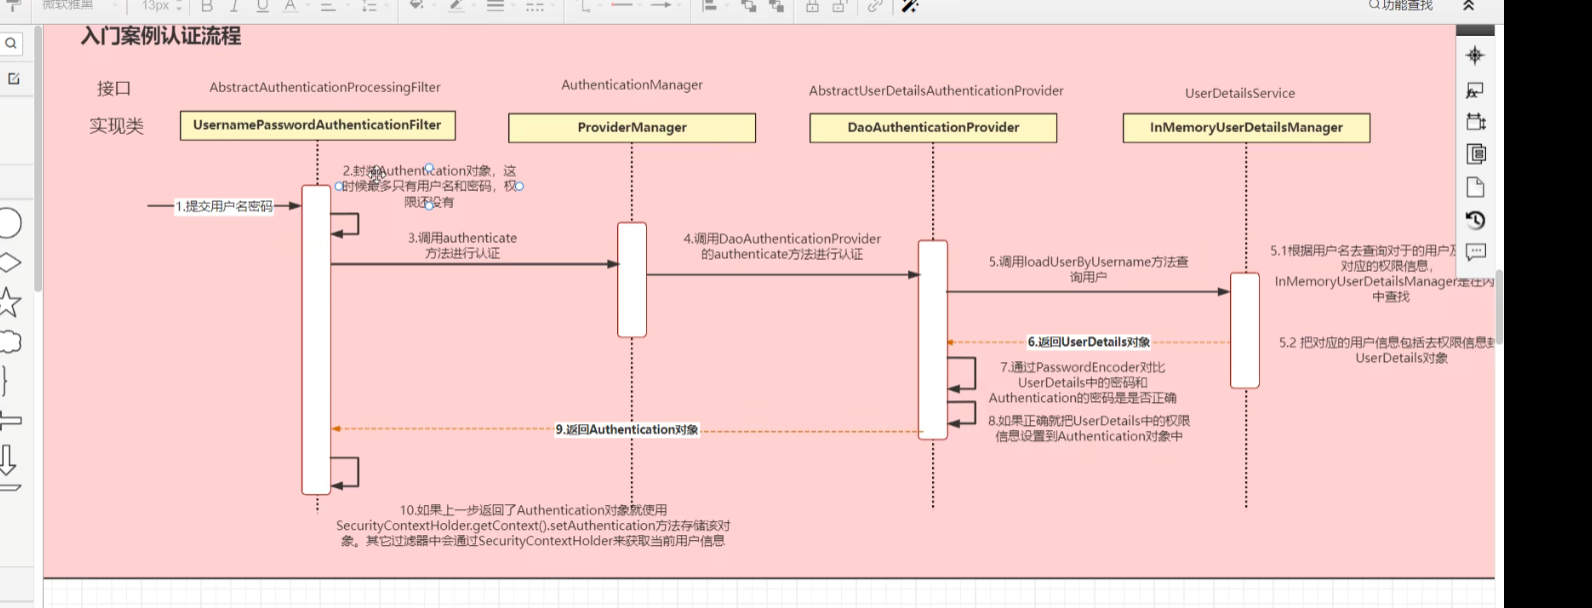 微软雅黑
13px
B I U A
功能查找
入门案例认证流程
接口
AbstractAuthenticationProcessingFilter
AuthenticationManager
AbstractUserDetailsAuthenticationProvider
UserDetailsService
实现类
UsernamePasswordAuthenticationFilter
ProviderManager
DaoAuthenticationProvider
InMemoryUserDetailsManager
1.提交用户名密码
2.封装Authentication对象，这
时候最多只有用户名和密码，权
限还没有
3.调用authenticate
方法进行认证
4.调用DaoAuthenticationProvider
的authenticate方法进行认证
5.调用loadUserByUsername方法查
询用户
5.1根据用户名去查询对于的用户及
对应的权限信息，
InMemoryUserDetailsManager是在内
中查找
5.2 把对应的用户信息包括去权限信息封
UserDetails对象
6.返回UserDetails对象
7.通过PasswordEncoder对比
UserDetails中的密码和
Authentication的密码是是否正确
8.如果正确就把UserDetails中的权限
信息设置到Authentication对象中
9.返回Authentication对象
10.如果上一步返回了Authentication对象就使用
SecurityContextHolder.getContext().setAuthentication方法存储该对
象。其它过滤器中会通过SecurityContextHolder来获取当前用户信息